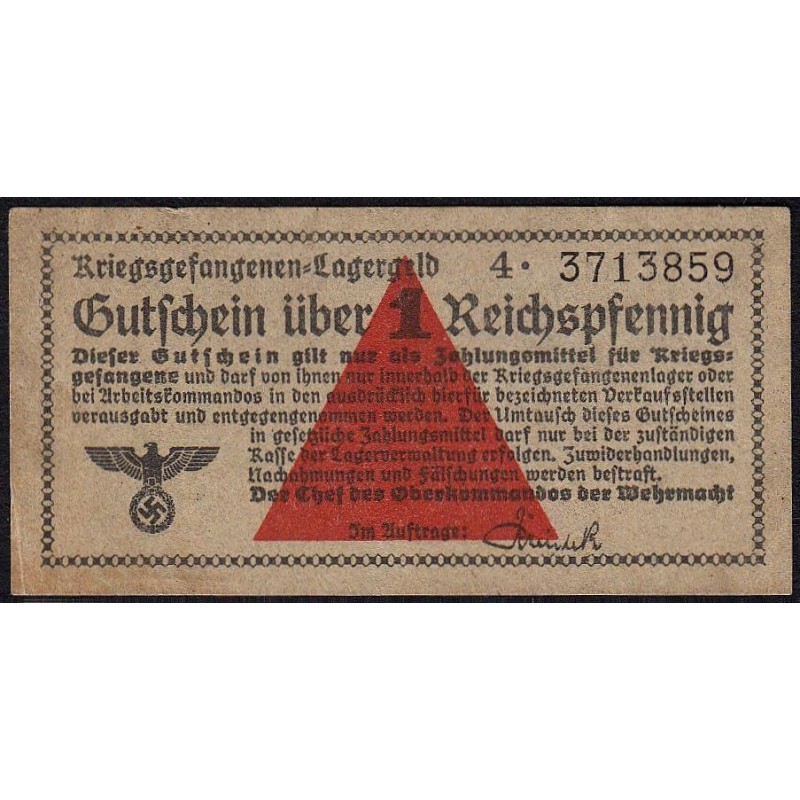 Kriegsgefangenen=Lagergeld 4 · 3713859
Gutschein über 1 Reichspfennig
Dieser Gutschein gilt nur als Zahlungsmittel für Kriegs=
gefangene und darf von ihnen nur innerhalb der Kriegsgefangenenlager oder
bei Arbeitskommandos in den ausdrücklich hierfür bezeichneten Verkaufsstellen
verausgabt und entgegengenommen werden. Der Umtausch dieses Gutscheines
in gesetzliche Zahlungsmittel darf nur bei der zuständigen
Kasse der Lagerverwaltung erfolgen. Zuwiderhandlungen,
Nachahmungen und Fälschungen werden bestraft.
Der Chef des Oberkommandos der Wehrmacht
Im Auftrage: